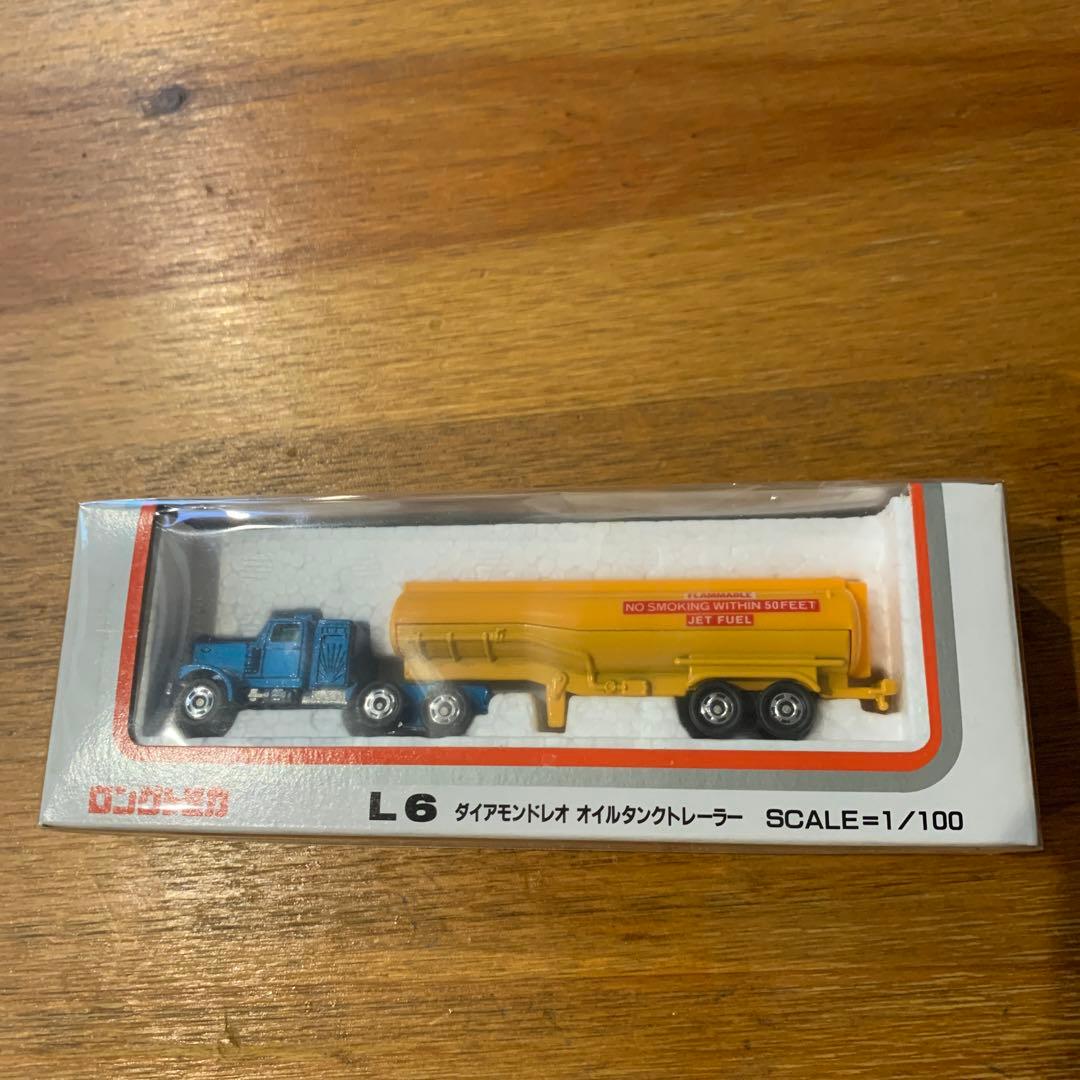 FLAMMABLE
NO SMOKING WITHIN 50FEET
JET FUEL
ロングトミカ L6 ダイアモンドレオ オイルタンクトレーラー SCALE=1/100